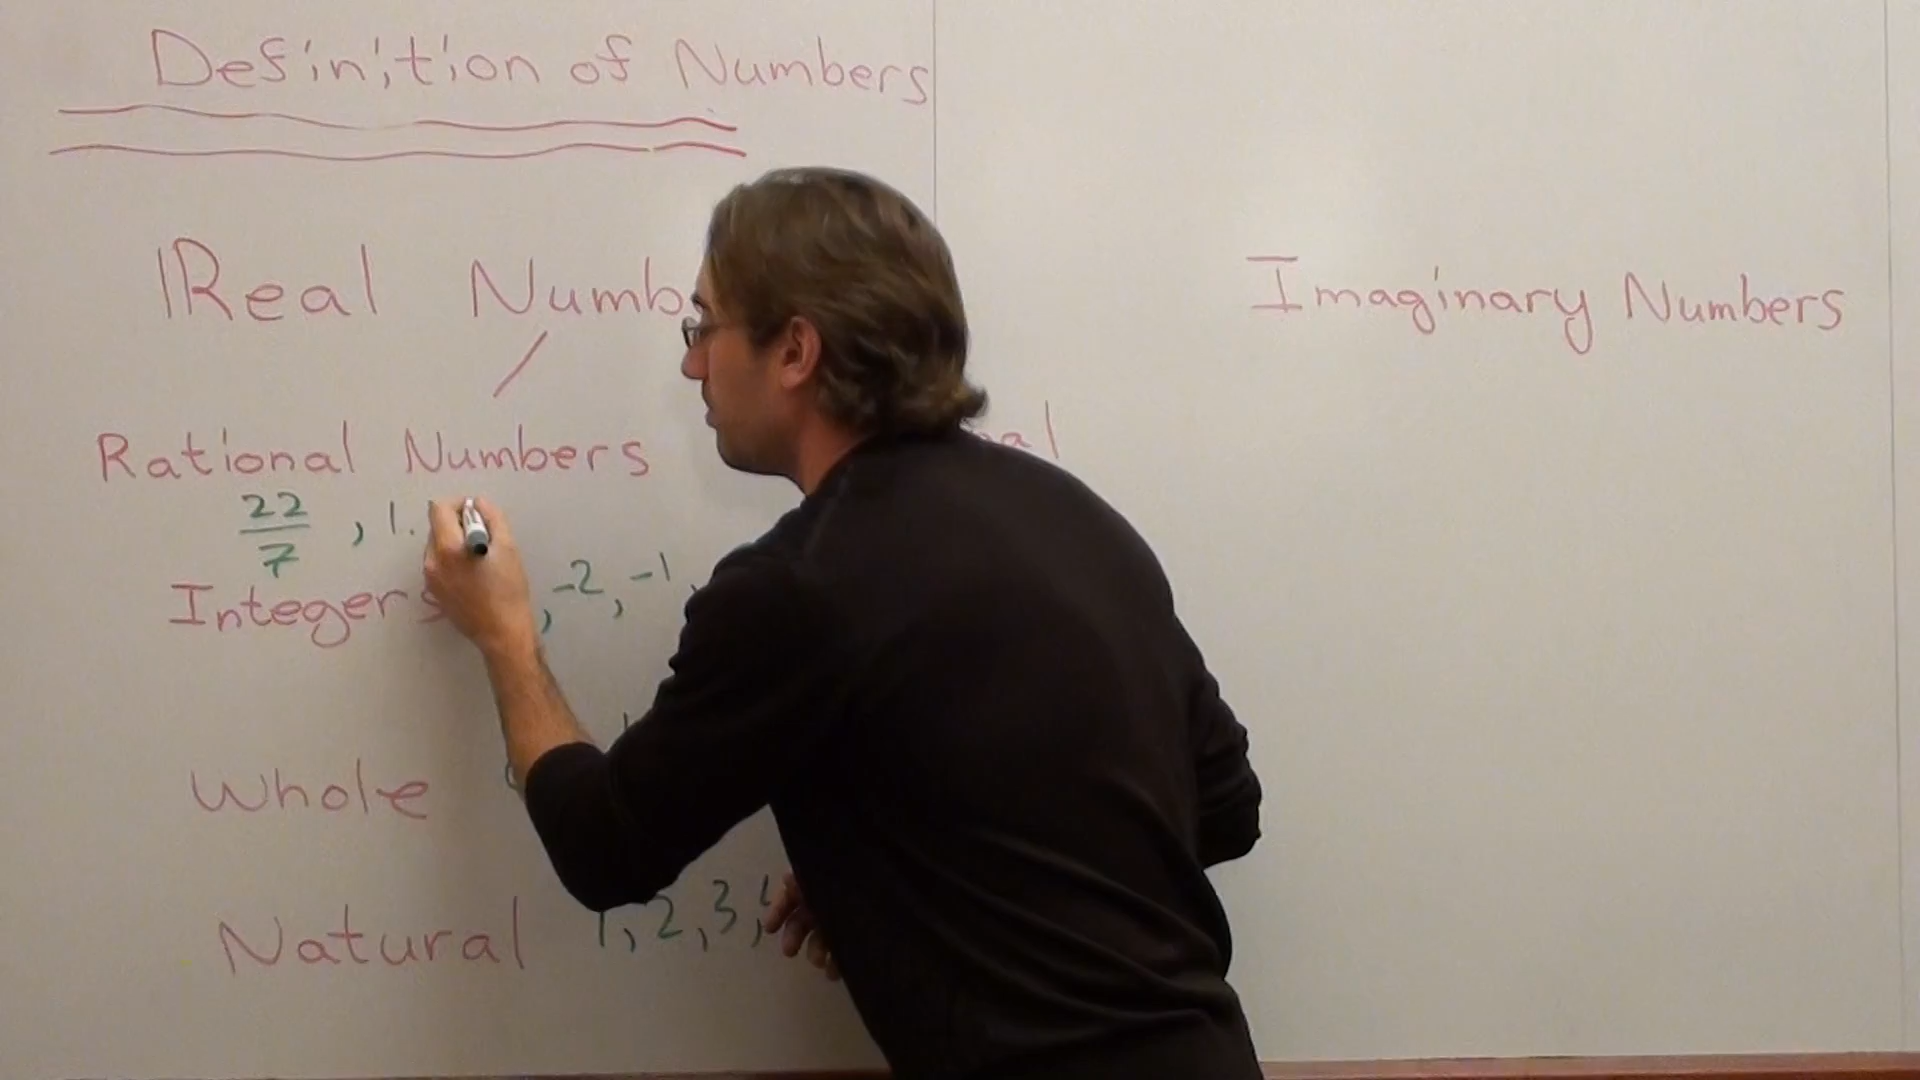 Definition of Numbers
Real Numb
Imaginary Numbers
Rational Numbers
22/7 , 1.
Integers , -2, -1
Whole
Natural 1, 2, 3,